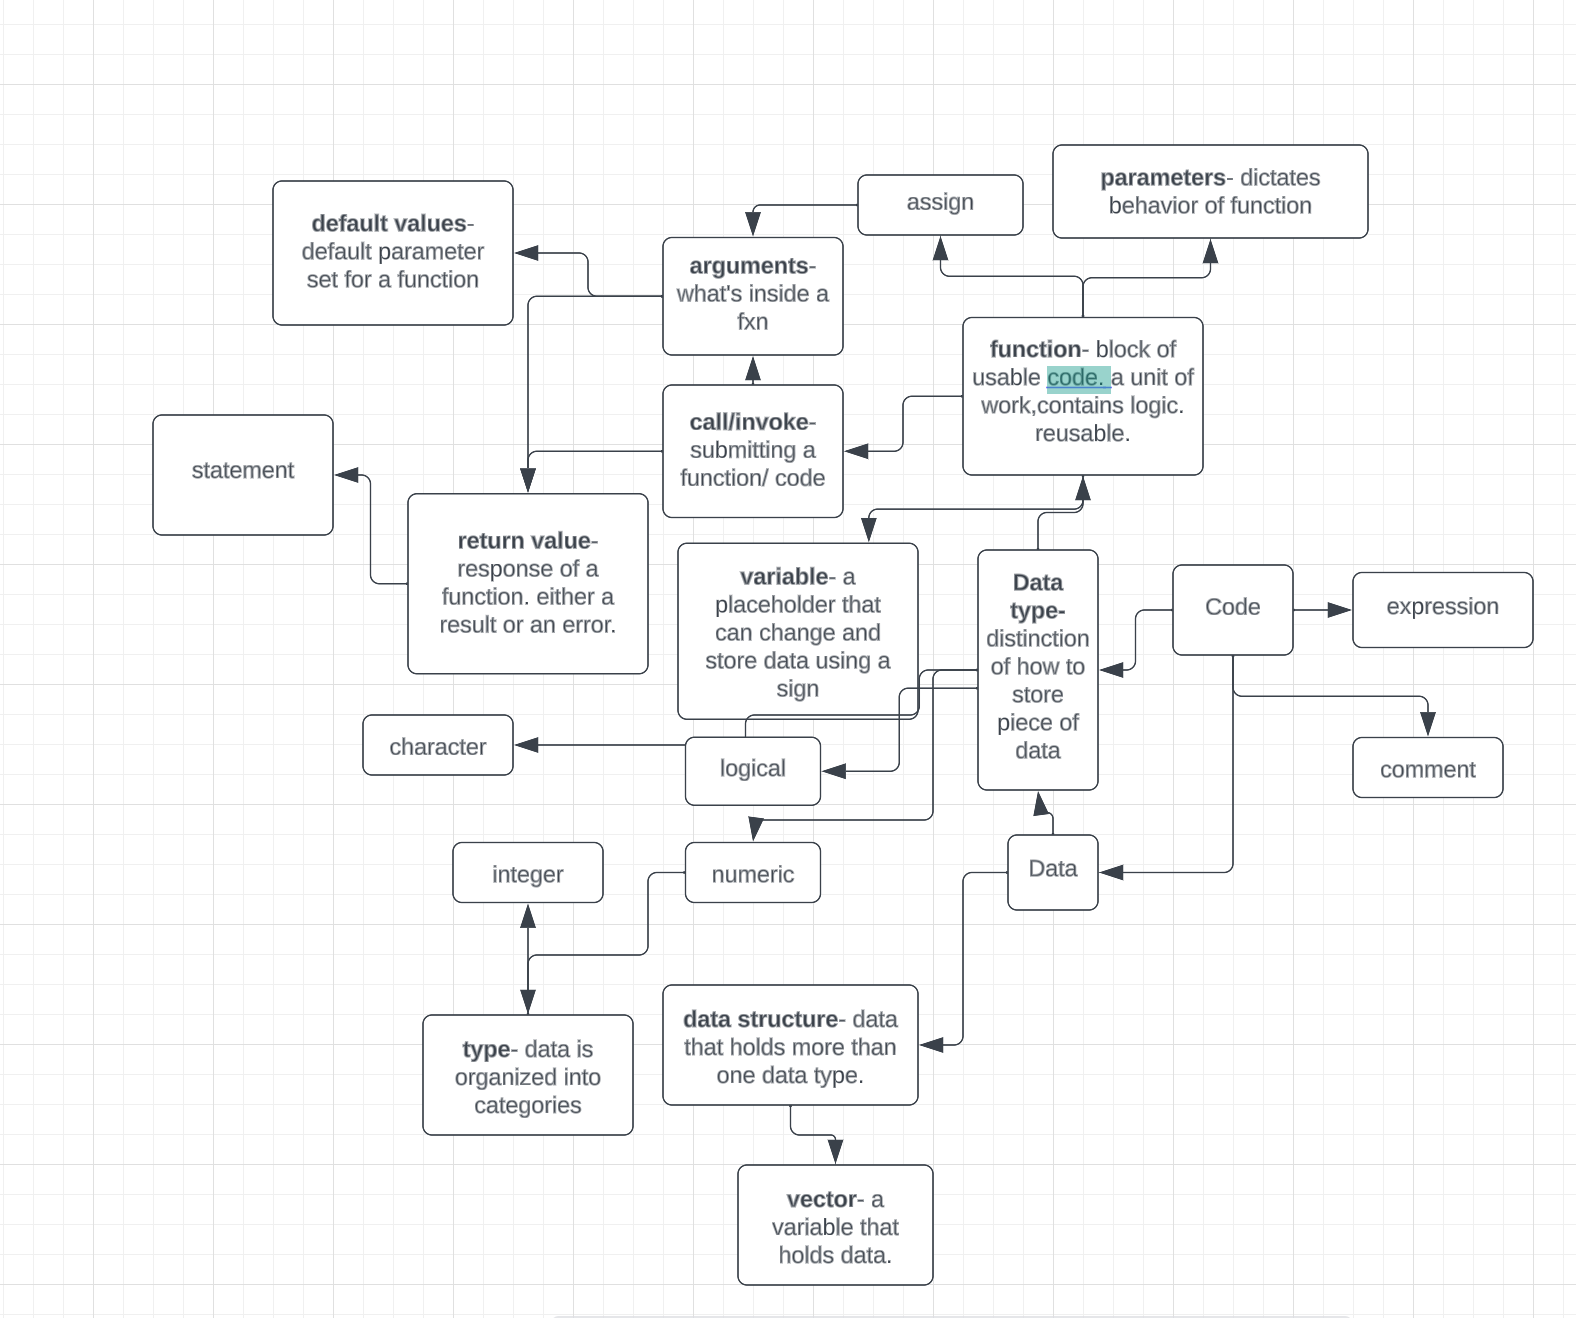 parameters- dictates
behavior of function
assign
default values-
default parameter
set for a function
arguments-
what's inside a
fxn
function- block of
usable code. a unit of
work,contains logic.
reusable.
call/invoke-
submitting a
function/ code
statement
return value-
response of a
function. either a
result or an error.
variable- a
placeholder that
can change and
store data using a
sign
Data
type-
distinction
of how to
store
piece of
data
Code
expression
character
logical
comment
integer
numeric
Data
type- data is
organized into
categories
data structure- data
that holds more than
one data type.
vector- a
variable that
holds data.